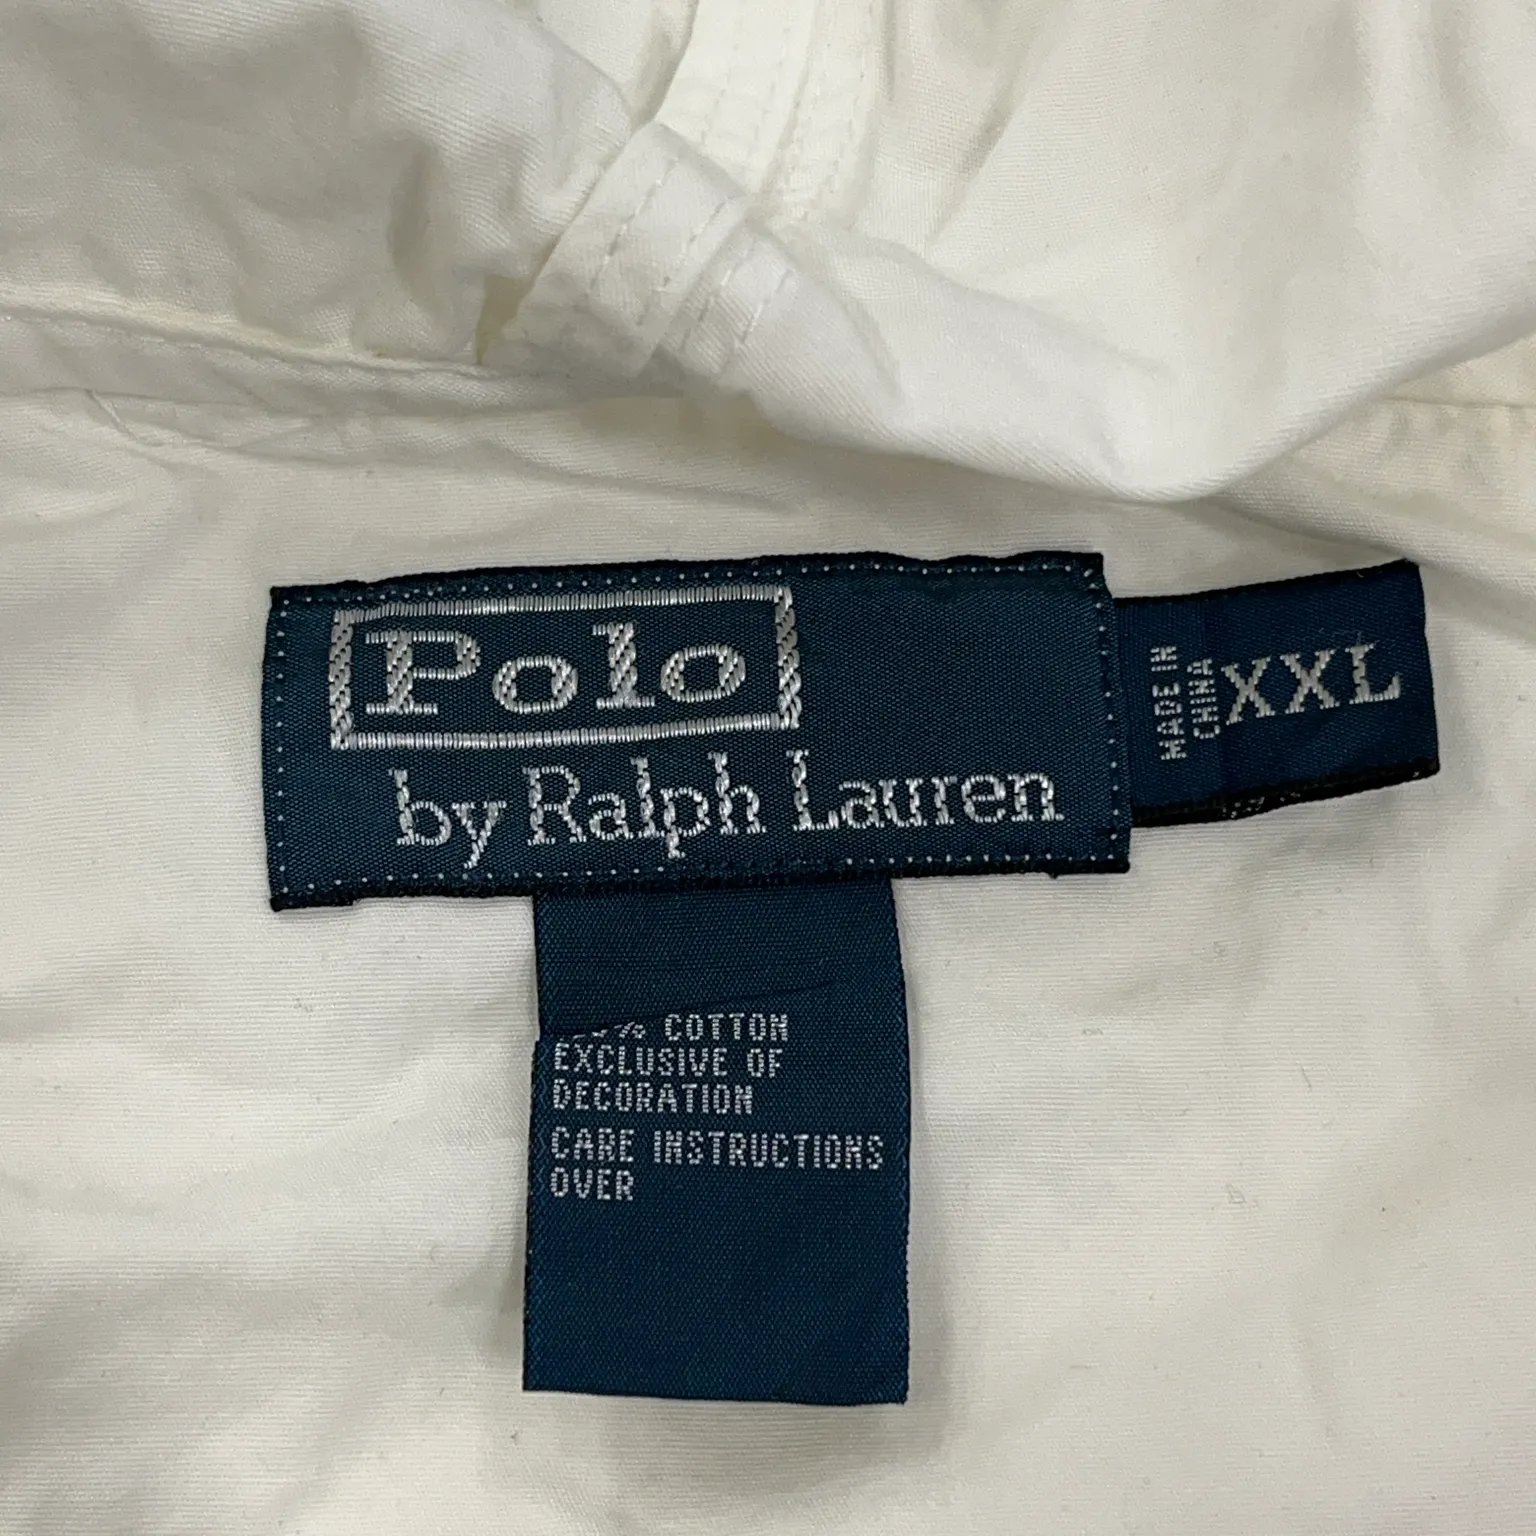 Polo
by Ralph Lauren
MADE IN
CHINA
XXL
% COTTON
EXCLUSIVE OF
DECORATION
CARE INSTRUCTIONS
OVER